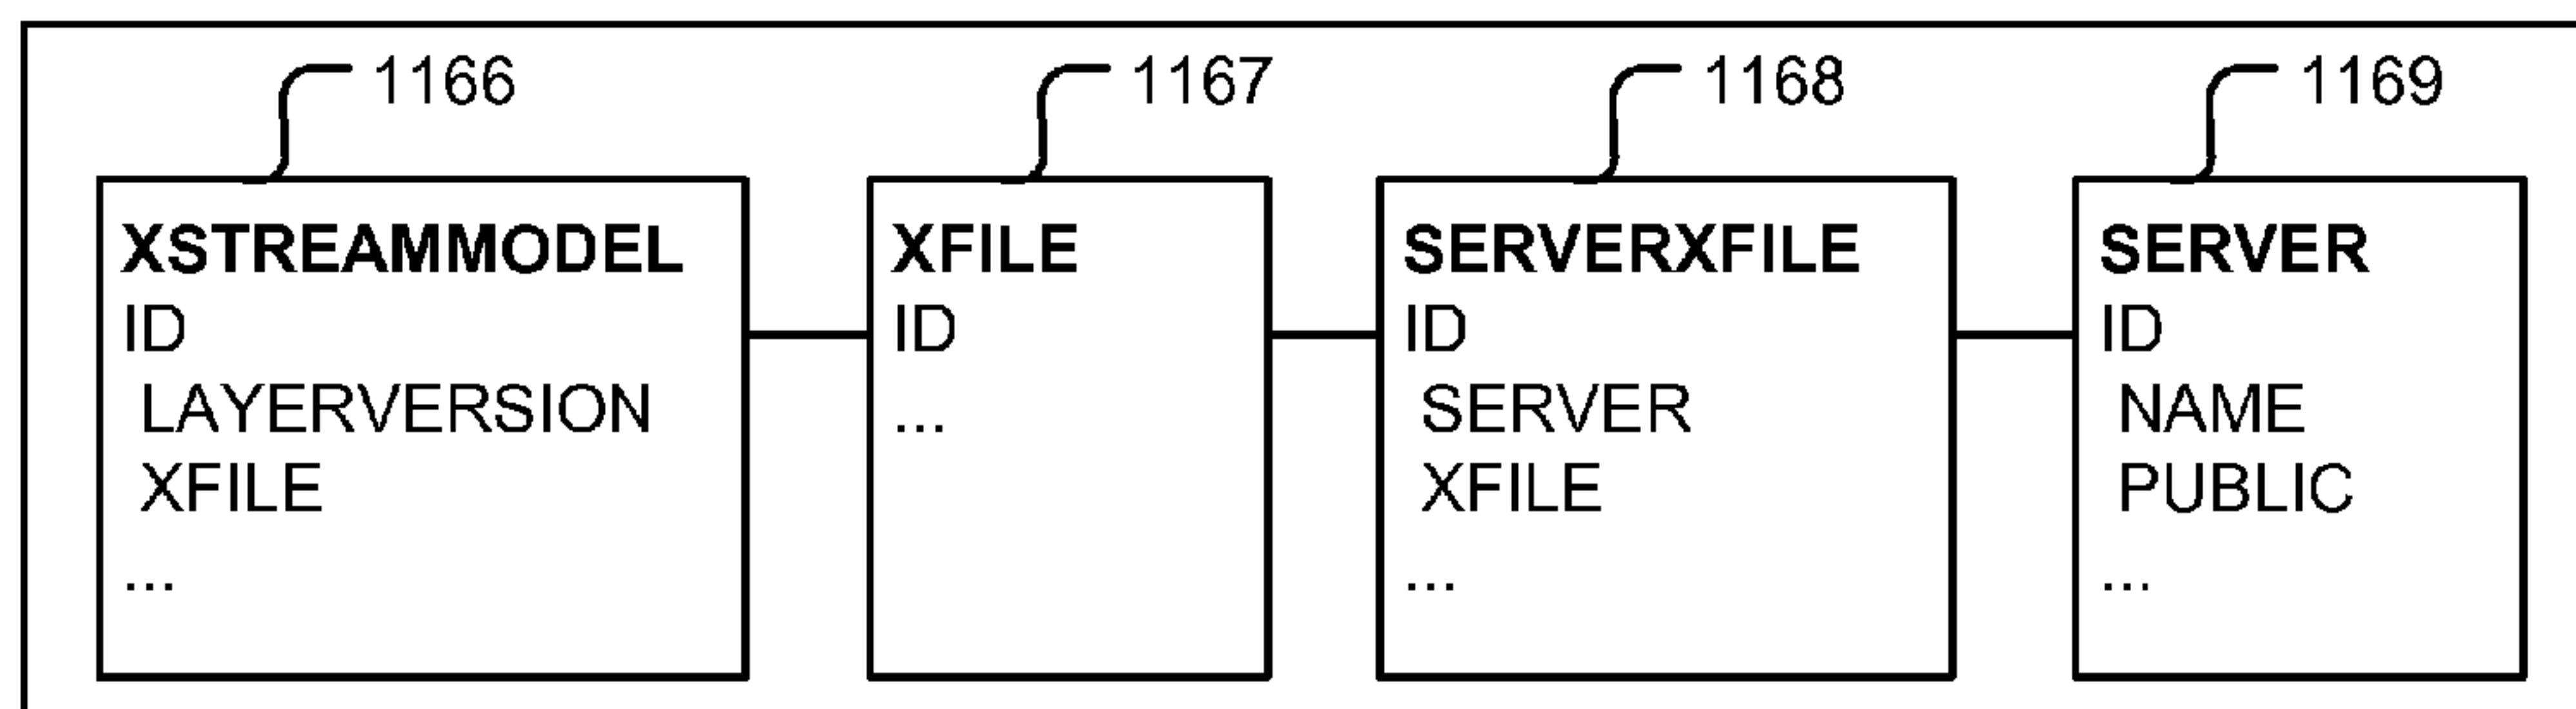 1166
1167
1168
1169
XSTREAMMODEL
ID
LAYERVERSION
XFILE
...
XFILE
ID
...
SERVERXFILE
ID
SERVER
XFILE
...
SERVER
ID
NAME
PUBLIC
...